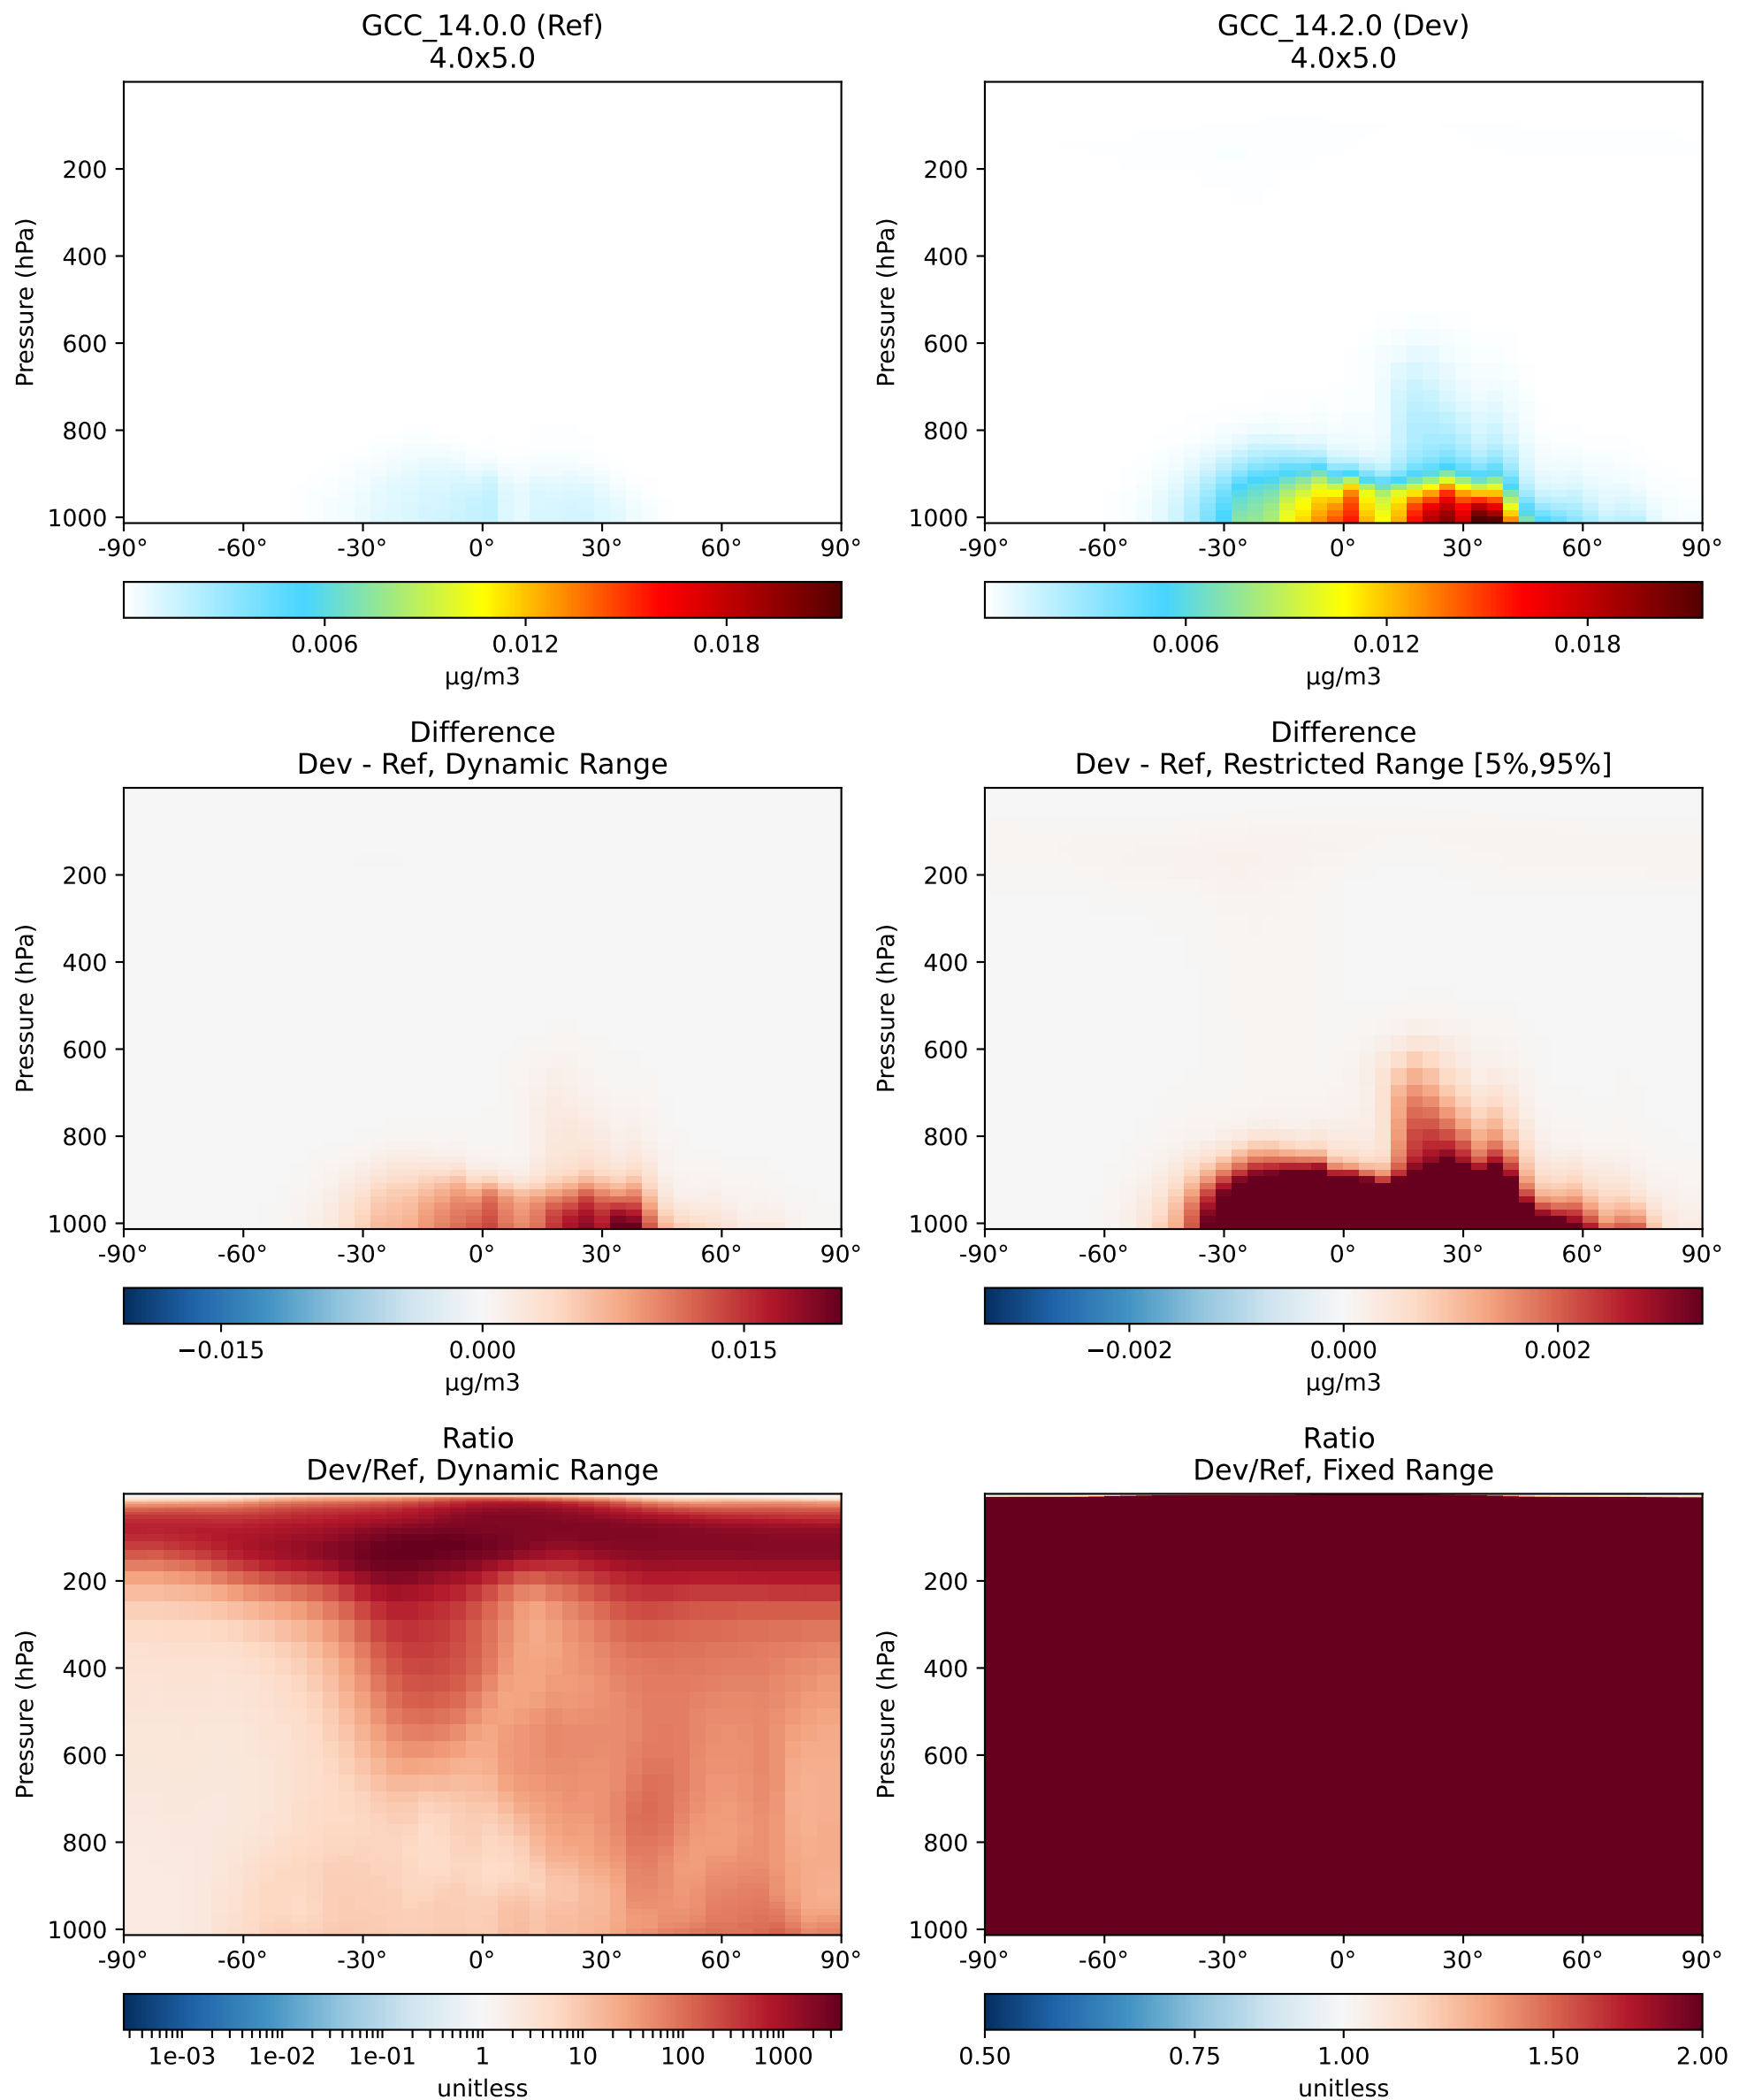 GCC_14.0.0 (Ref)
4.0x5.0
Pressure (hPa)
200
400
600
800
1000
-90° -60° -30° 0° 30° 60° 90°
0.006 0.012 0.018
µg/m3
GCC_14.2.0 (Dev)
4.0x5.0
Pressure (hPa)
200
400
600
800
1000
-90° -60° -30° 0° 30° 60° 90°
0.006 0.012 0.018
µg/m3
Difference
Dev - Ref, Dynamic Range
Pressure (hPa)
200
400
600
800
1000
-90° -60° -30° 0° 30° 60° 90°
−0.015 0.000 0.015
µg/m3
Difference
Dev - Ref, Restricted Range [5%,95%]
Pressure (hPa)
200
400
600
800
1000
-90° -60° -30° 0° 30° 60° 90°
−0.002 0.000 0.002
µg/m3
Ratio
Dev/Ref, Dynamic Range
Pressure (hPa)
200
400
600
800
1000
-90° -60° -30° 0° 30° 60° 90°
1e-03 1e-02 1e-01 1 10 100 1000
unitless
Ratio
Dev/Ref, Fixed Range
Pressure (hPa)
200
400
600
800
1000
-90° -60° -30° 0° 30° 60° 90°
0.50 0.75 1.00 1.50 2.00
unitless